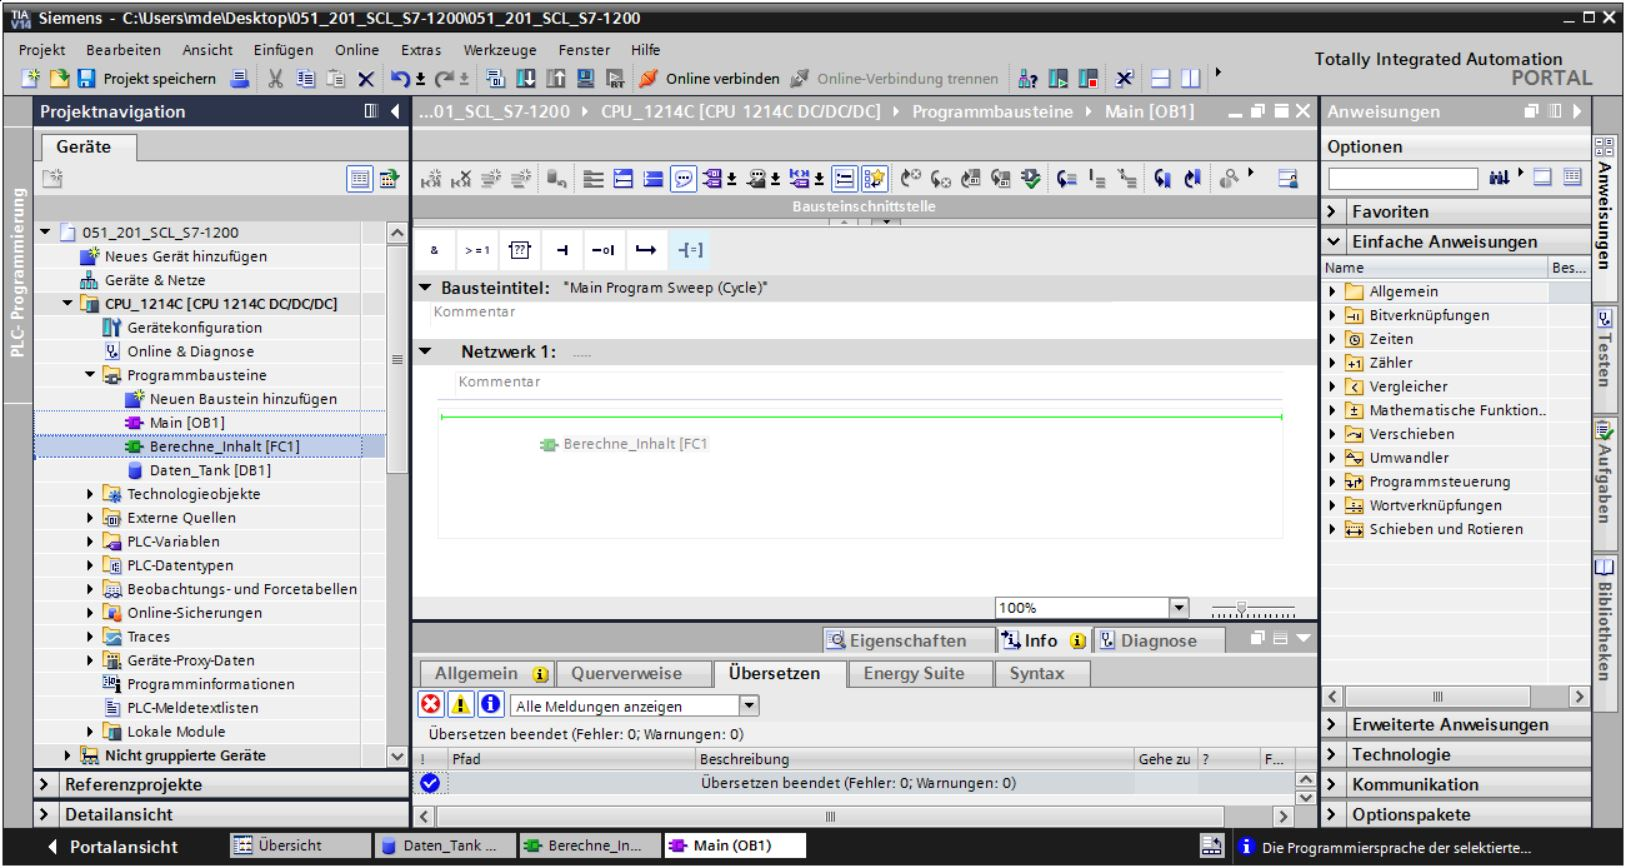 TIA V14 Siemens - C:\Users\mde\Desktop\051_201_SCL_S7-1200\051_201_SCL_S7-1200
Projekt Bearbeiten Ansicht Einfügen Online Extras Werkzeuge Fenster Hilfe
Totally Integrated Automation
PORTAL
Projekt speichern Online verbinden Online-Verbindung trennen
Projektnavigation
...01_SCL_S7-1200 CPU_1214C [CPU 1214C DC/DC/DC] Programmbausteine Main [OB1]
Anweisungen
Geräte
Optionen
PLC- Programmierung
Bausteinschnittstelle
051_201_SCL_S7-1200
Neues Gerät hinzufügen
Geräte & Netze
CPU_1214C [CPU 1214C DC/DC/DC]
Gerätekonfiguration
Online & Diagnose
Programmbausteine
Neuen Baustein hinzufügen
Main [OB1]
Berechne_Inhalt [FC1]
Daten_Tank [DB1]
Technologieobjekte
Externe Quellen
PLC-Variablen
PLC-Datentypen
Beobachtungs- und Forcetabellen
Online-Sicherungen
Traces
Geräte-Proxy-Daten
Programminformationen
PLC-Meldetextlisten
Lokale Module
Nicht gruppierte Geräte
Referenzprojekte
Detailansicht
& >=1 ?? -| -o| -[=]
Bausteintitel: "Main Program Sweep (Cycle)"
Kommentar
Netzwerk 1: .....
Kommentar
Berechne_Inhalt [FC1
100%
Eigenschaften Info Diagnose
Allgemein Querverweise Übersetzen Energy Suite Syntax
Alle Meldungen anzeigen
Übersetzen beendet (Fehler: 0; Warnungen: 0)
! Pfad Beschreibung Gehe zu ? F...
Übersetzen beendet (Fehler: 0; Warnungen: 0)
Favoriten
Einfache Anweisungen
Name Bes...
Allgemein
Bitverknüpfungen
Zeiten
Zähler
Vergleicher
Mathematische Funktion..
Verschieben
Umwandler
Programmsteuerung
Wortverknüpfungen
Schieben und Rotieren
Erweiterte Anweisungen
Technologie
Kommunikation
Optionspakete
Anweisungen
Testen
Aufgaben
Bibliotheken
Portalansicht Übersicht Daten_Tank ... Berechne_In... Main (OB1) Die Programmiersprache der selektierte...